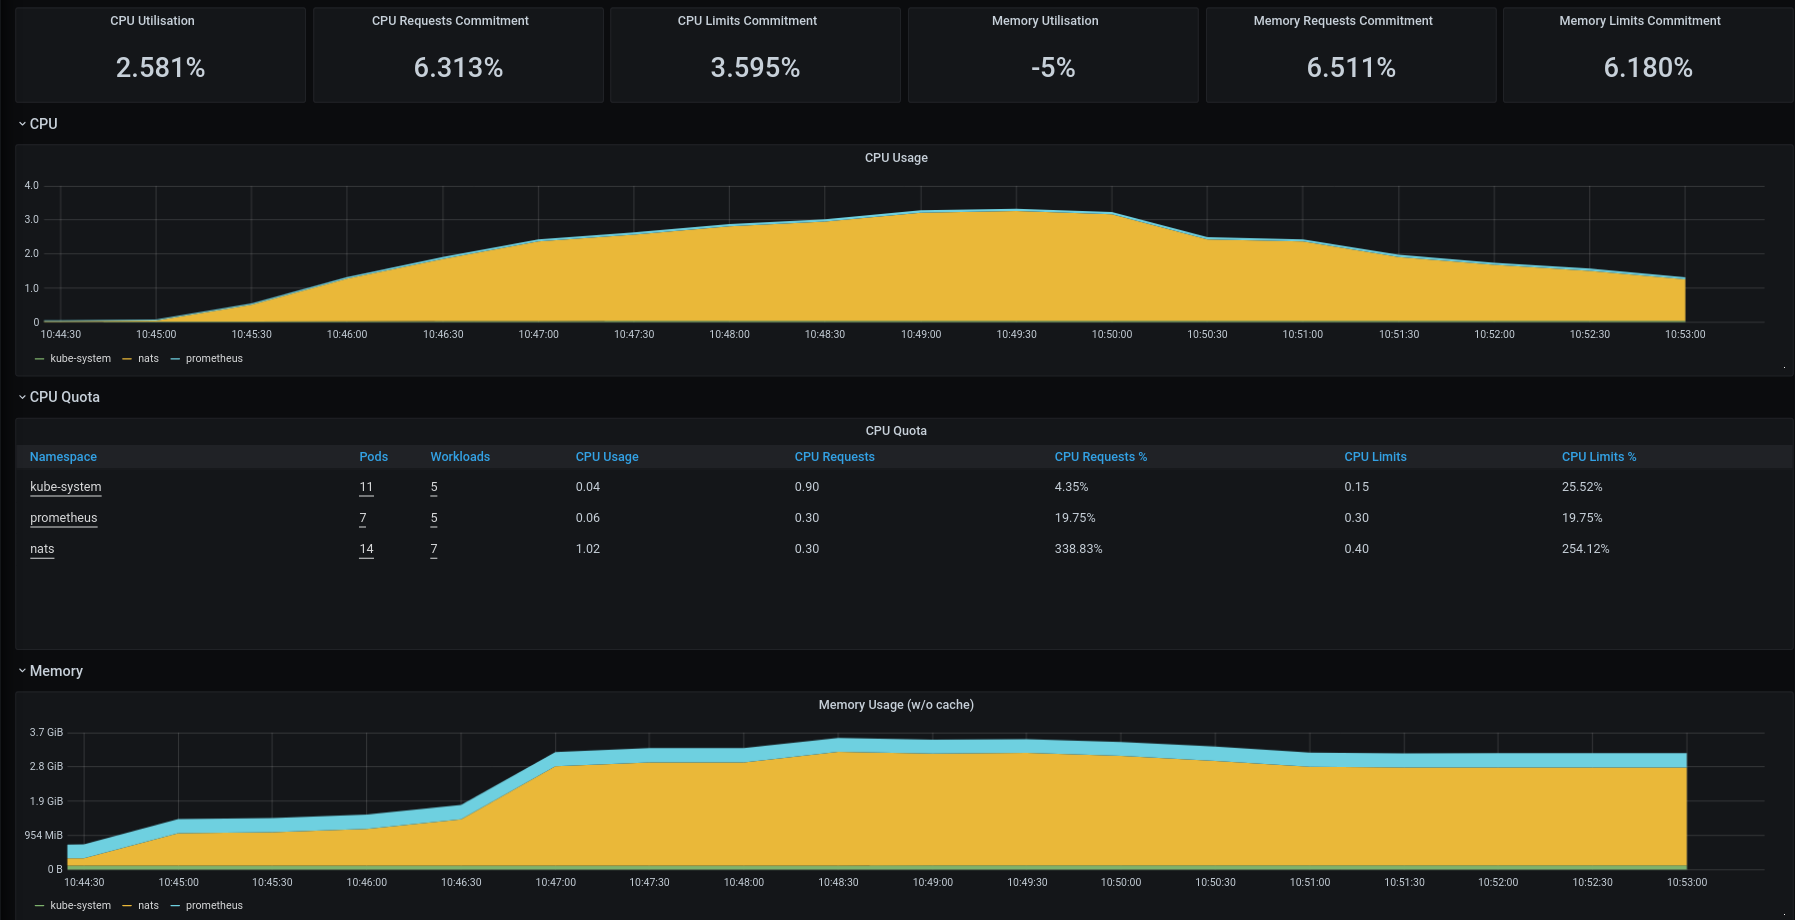 CPU Utilisation CPU Requests Commitment CPU Limits Commitment Memory Utilisation Memory Requests Commitment Memory Limits Commitment
2.581% 6.313% 3.595% -5% 6.511% 6.180%
CPU
CPU Usage
4.0
3.0
2.0
1.0
0
10:44:30 10:45:00 10:45:30 10:46:00 10:46:30 10:47:00 10:47:30 10:48:00 10:48:30 10:49:00 10:49:30 10:50:00 10:50:30 10:51:00 10:51:30 10:52:00 10:52:30 10:53:00
kube-system nats prometheus
CPU Quota
CPU Quota
Namespace Pods Workloads CPU Usage CPU Requests CPU Requests % CPU Limits CPU Limits %
kube-system 11 5 0.04 0.90 4.35% 0.15 25.52%
prometheus 7 5 0.06 0.30 19.75% 0.30 19.75%
nats 14 7 1.02 0.30 338.83% 0.40 254.12%
Memory
Memory Usage (w/o cache)
3.7 GiB
2.8 GiB
1.9 GiB
954 MiB
0 B
10:44:30 10:45:00 10:45:30 10:46:00 10:46:30 10:47:00 10:47:30 10:48:00 10:48:30 10:49:00 10:49:30 10:50:00 10:50:30 10:51:00 10:51:30 10:52:00 10:52:30 10:53:00
kube-system nats prometheus